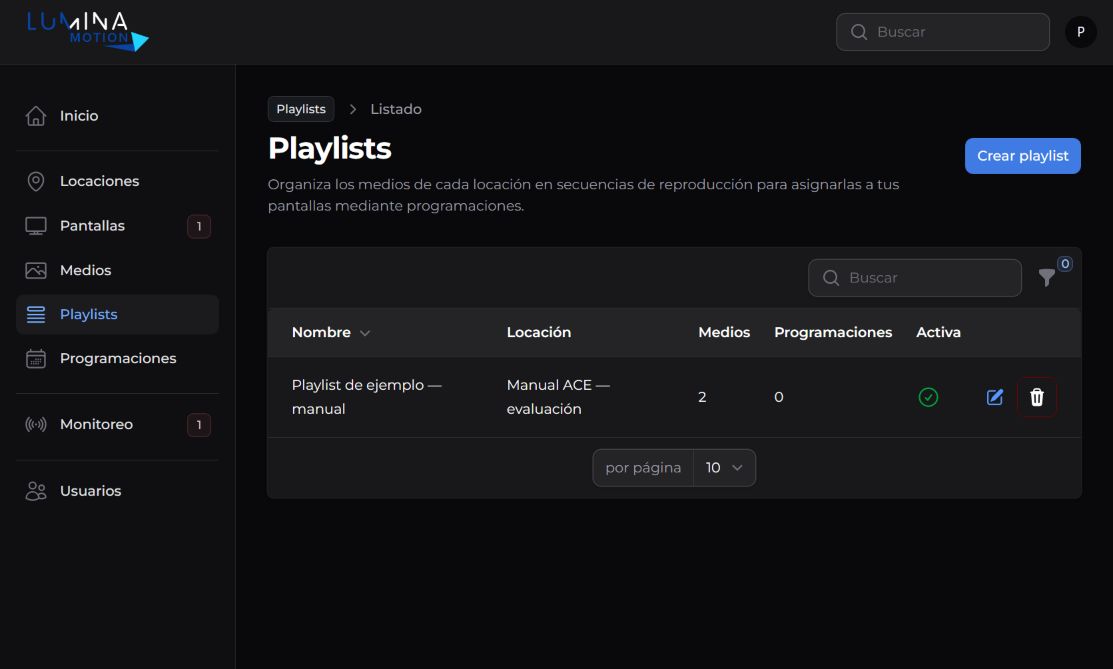 LUMINA
MOTION
Buscar
P
Inicio
Locaciones
Pantallas
1
Medios
Playlists
Programaciones
Monitoreo
1
Usuarios
Playlists > Listado
Playlists
Crear playlist
Organiza los medios de cada locación en secuencias de reproducción para asignarlas a tus
pantallas mediante programaciones.
Buscar
0
Nombre Locación Medios Programaciones Activa
Playlist de ejemplo —
manual
Manual ACE —
evaluación
2
0
por página 10